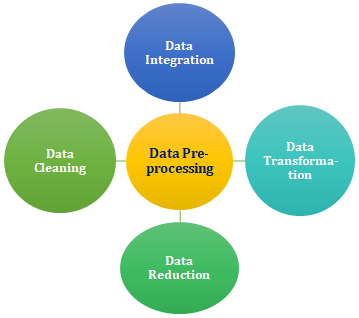 Data
Integration
Data
Cleaning
Data Pre-
processing
Data
Transforma-
tion
Data
Reduction